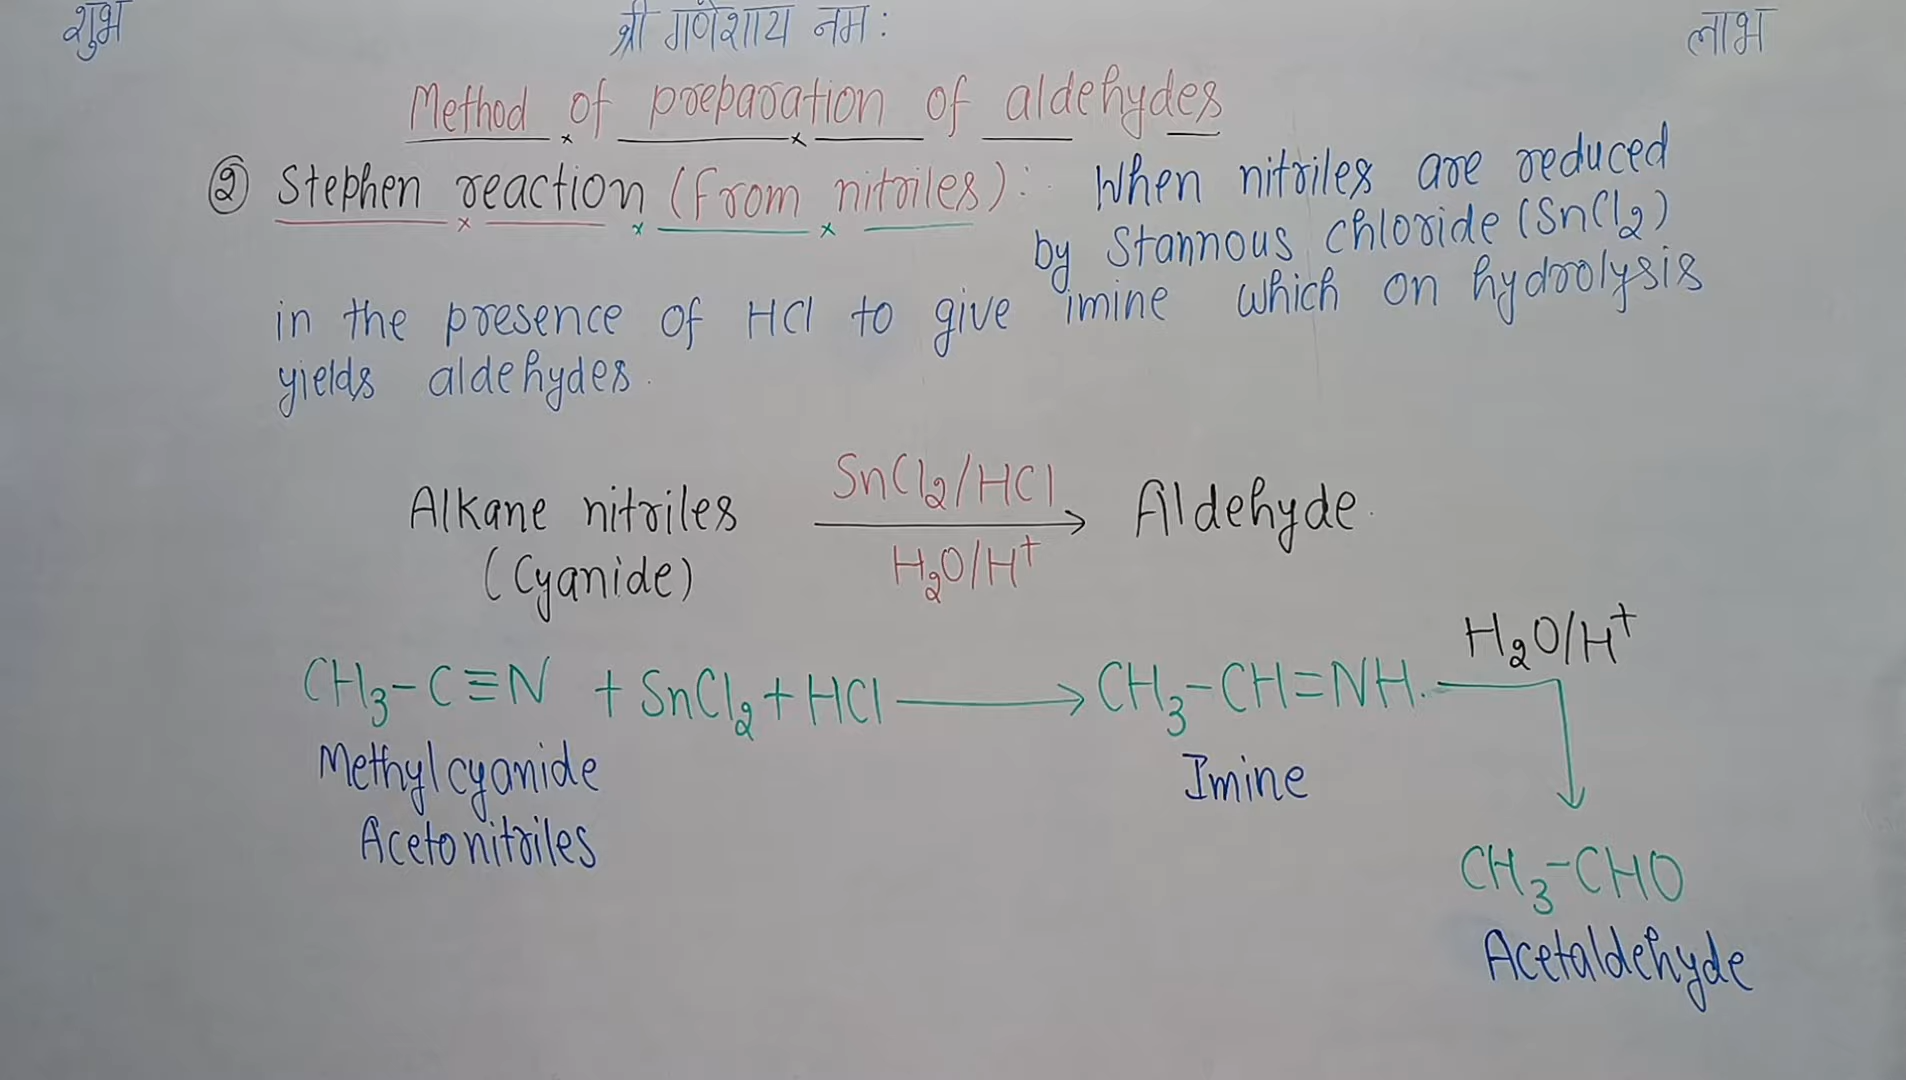 शुभ श्री गणेशाय नमः लाभ
Method of preparation of aldehydes
② Stephen reaction (From nitriles): When nitriles are reduced
by Stannous chloride (SnCl₂)
in the presence of HCl to give imine which on hydrolysis
yields aldehydes.
SnCl₂/HCl
Alkane nitriles → Aldehyde.
(Cyanide) H₂O/H⁺
H₂O/H⁺
CH₃-C≡N + SnCl₂ + HCl → CH₃-CH=NH.
Methylcyanide Imine
Acetonitriles
CH₃-CHO
Acetaldehyde